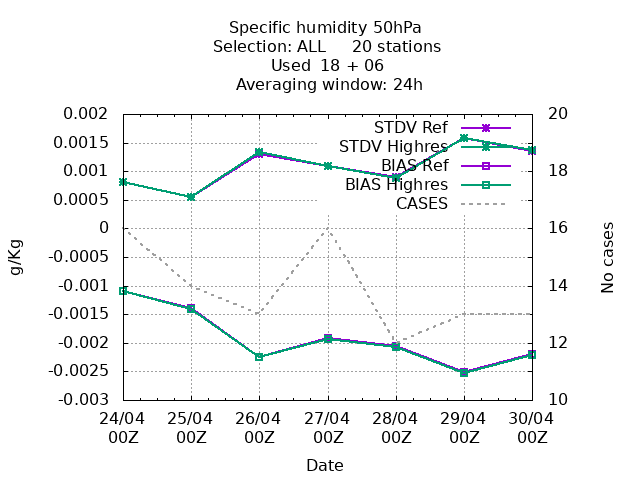 Specific humidity 50hPa
Selection: ALL 20 stations
Used 18 + 06
Averaging window: 24h
0.002
0.0015
0.001
0.0005
0
-0.0005
-0.001
-0.0015
-0.002
-0.0025
-0.003
g/Kg
STDV Ref
STDV Highres
BIAS Ref
BIAS Highres
CASES
20
18
16
14
12
10
No cases
24/04 25/04 26/04 27/04 28/04 29/04 30/04
00Z 00Z 00Z 00Z 00Z 00Z 00Z
Date